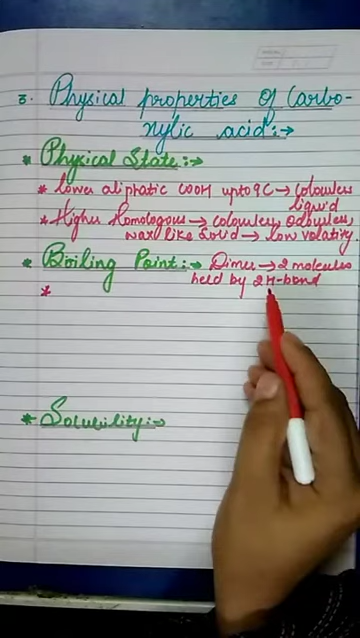 3. Physical properties of Carbo-
xylic acid:→
* Physical State:→
* lower aliphatic COOH upto 9C → colourless
liquid
* Higher Homologous → colourless, odourless,
wax like Solid → low volatility
* Boiling Point:→ Dimer → 2 molecules
held by 2H-bond
*
* Solubility:→